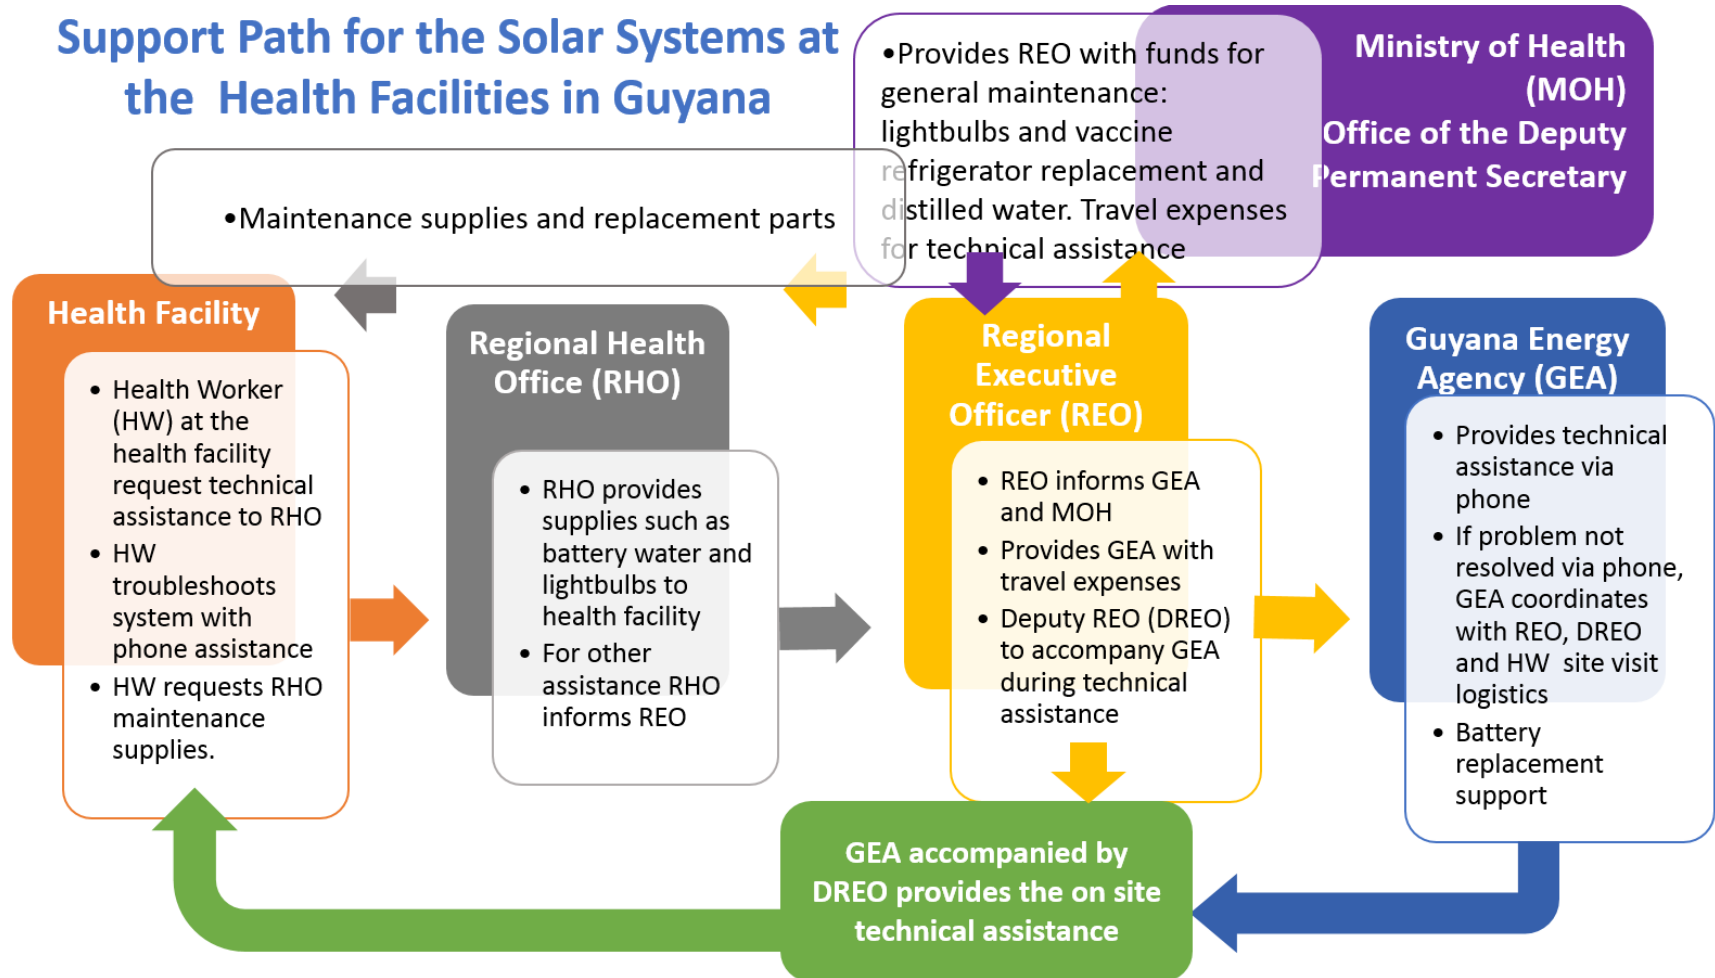 Support Path for the Solar Systems at
the Health Facilities in Guyana
•Provides REO with funds for
general maintenance:
lightbulbs and vaccine
refrigerator replacement and
distilled water. Travel expenses
for technical assistance
Ministry of Health
(MOH)
Office of the Deputy
Permanent Secretary
•Maintenance supplies and replacement parts
Health Facility
• Health Worker
(HW) at the
health facility
request technical
assistance to RHO
• HW
troubleshoots
system with
phone assistance
• HW requests RHO
maintenance
supplies.
Regional Health
Office (RHO)
• RHO provides
supplies such as
battery water and
lightbulbs to
health facility
• For other
assistance RHO
informs REO
Regional
Executive
Officer (REO)
• REO informs GEA
and MOH
• Provides GEA with
travel expenses
• Deputy REO (DREO)
to accompany GEA
during technical
assistance
Guyana Energy
Agency (GEA)
• Provides technical
assistance via
phone
• If problem not
resolved via phone,
GEA coordinates
with REO, DREO
and HW site visit
logistics
• Battery
replacement
support
GEA accompanied by
DREO provides the on site
technical assistance